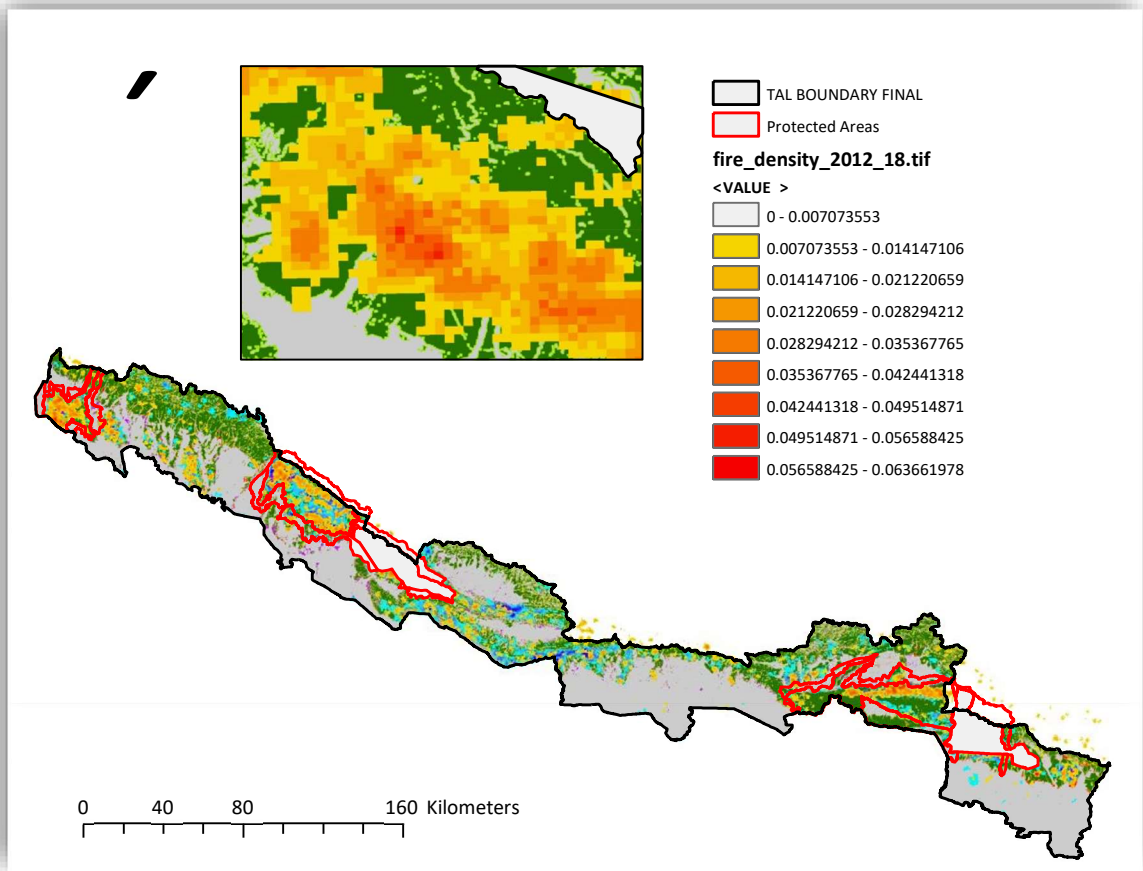 TAL BOUNDARY FINAL
Protected Areas
fire_density_2012_18.tif
<VALUE >
0 - 0.007073553
0.007073553 - 0.014147106
0.014147106 - 0.021220659
0.021220659 - 0.028294212
0.028294212 - 0.035367765
0.035367765 - 0.042441318
0.042441318 - 0.049514871
0.049514871 - 0.056588425
0.056588425 - 0.063661978
0 40 80 160 Kilometers